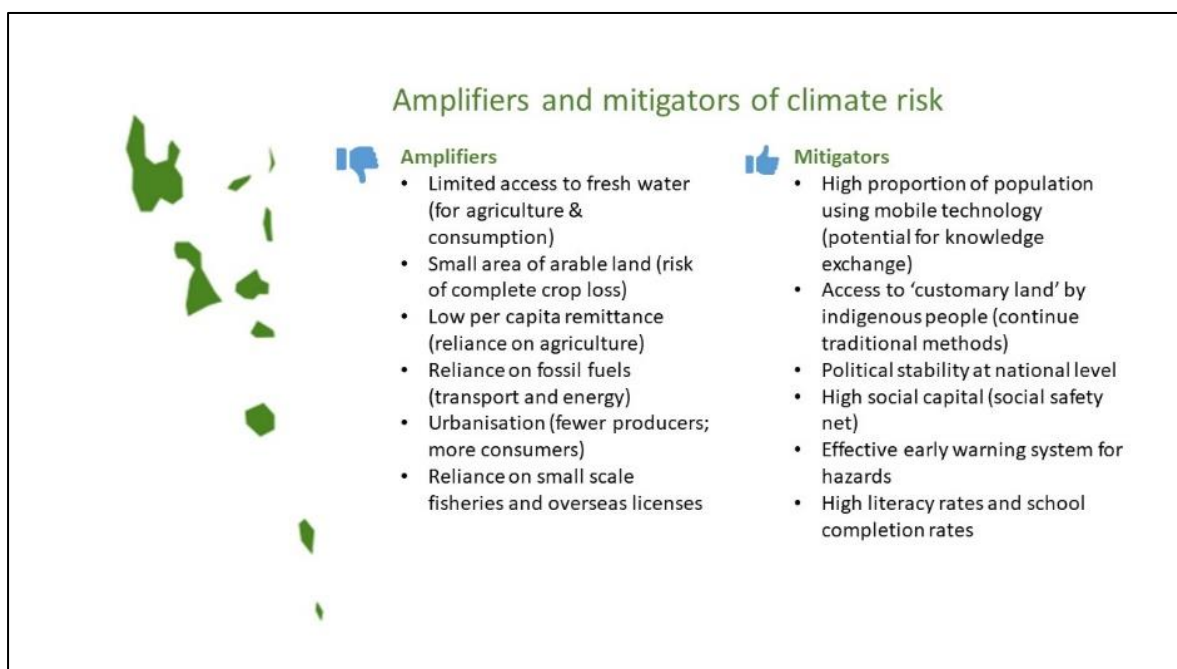 Amplifiers and mitigators of climate risk
Amplifiers
• Limited access to fresh water
(for agriculture &
consumption)
• Small area of arable land (risk
of complete crop loss)
• Low per capita remittance
(reliance on agriculture)
• Reliance on fossil fuels
(transport and energy)
• Urbanisation (fewer producers;
more consumers)
• Reliance on small scale
fisheries and overseas licenses
Mitigators
• High proportion of population
using mobile technology
(potential for knowledge
exchange)
• Access to ‘customary land’ by
indigenous people (continue
traditional methods)
• Political stability at national level
• High social capital (social safety
net)
• Effective early warning system for
hazards
• High literacy rates and school
completion rates